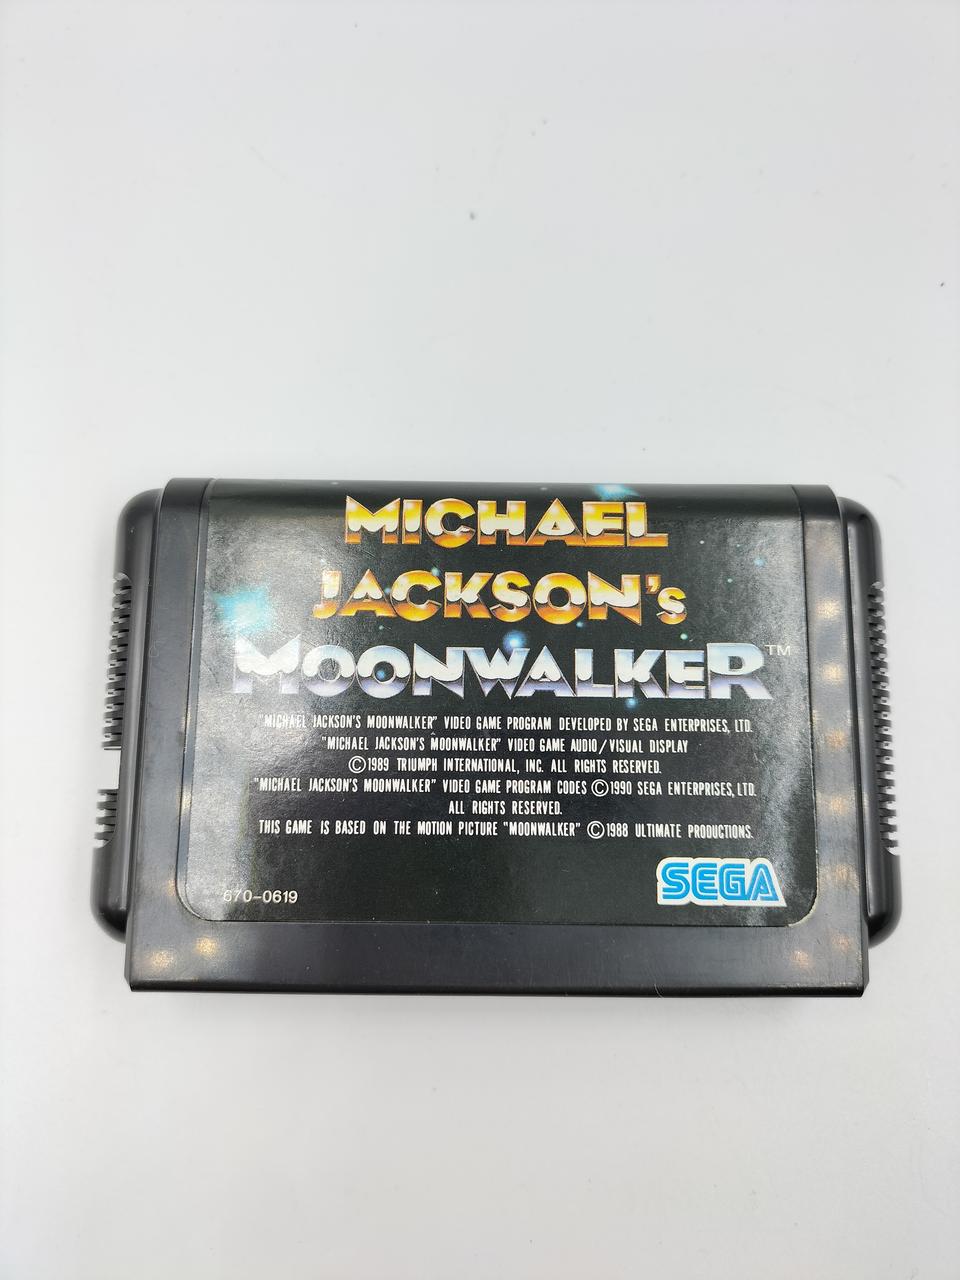 MICHAEL
JACKSON's
MOONWALKER™
"MICHAEL JACKSON'S MOONWALKER" VIDEO GAME PROGRAM DEVELOPED BY SEGA ENTERPRISES, LTD.
"MICHAEL JACKSON'S MOONWALKER" VIDEO GAME AUDIO/VISUAL DISPLAY
©1989 TRIUMPH INTERNATIONAL, INC. ALL RIGHTS RESERVED.
"MICHAEL JACKSON'S MOONWALKER" VIDEO GAME PROGRAM CODES ©1990 SEGA ENTERPRISES, LTD.
ALL RIGHTS RESERVED.
THIS GAME IS BASED ON THE MOTION PICTURE "MOONWALKER" ©1988 ULTIMATE PRODUCTIONS.
SEGA
670-0619